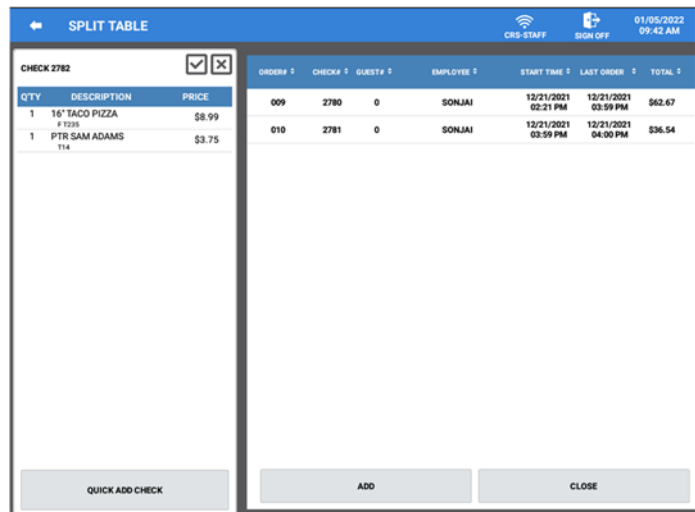 SPLIT TABLE
CRS-STAFF
SIGN OFF
01/05/2022
09:42 AM
CHECK 2782
Q'TY DESCRIPTION PRICE
1 16" TACO PIZZA $8.99
F T235
1 PTR SAM ADAMS $3.75
T14
QUICK ADD CHECK
ORDER# CHECK# GUEST# EMPLOYEE START TIME LAST ORDER TOTAL
009 2780 0 SONJAI 12/21/2021 02:21 PM 12/21/2021 03:59 PM $62.67
010 2781 0 SONJAI 12/21/2021 03:59 PM 12/21/2021 04:00 PM $36.54
ADD
CLOSE